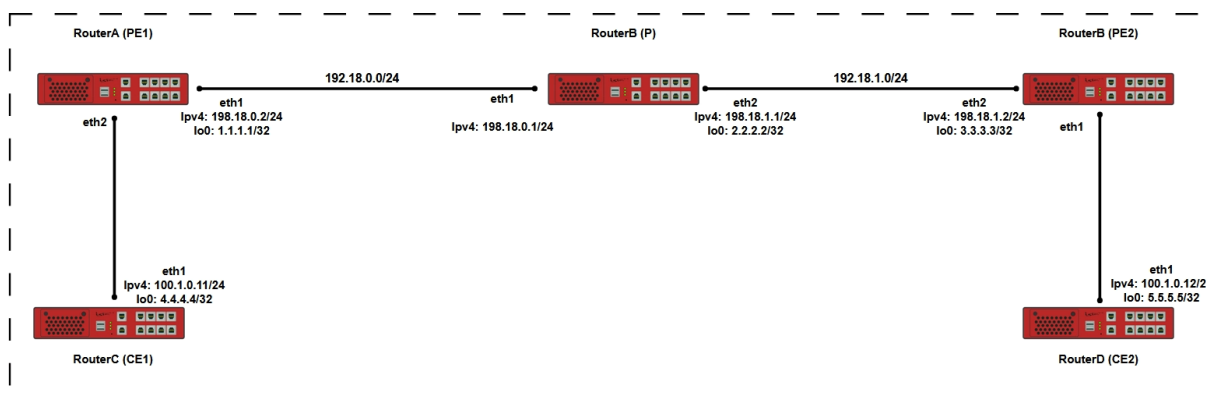 RouterA (PE1)
RouterB (P)
RouterB (PE2)
192.18.0.0/24
192.18.1.0/24
eth1
Ipv4: 198.18.0.2/24
lo0: 1.1.1.1/32
eth2
eth1
Ipv4: 198.18.0.1/24
eth2
Ipv4: 198.18.1.1/24
lo0: 2.2.2.2/32
eth2
Ipv4: 198.18.1.2/24
lo0: 3.3.3.3/32
eth1
eth1
Ipv4: 100.1.0.11/24
lo0: 4.4.4.4/32
eth1
Ipv4: 100.1.0.12/2
lo0: 5.5.5.5/32
RouterC (CE1)
RouterD (CE2)